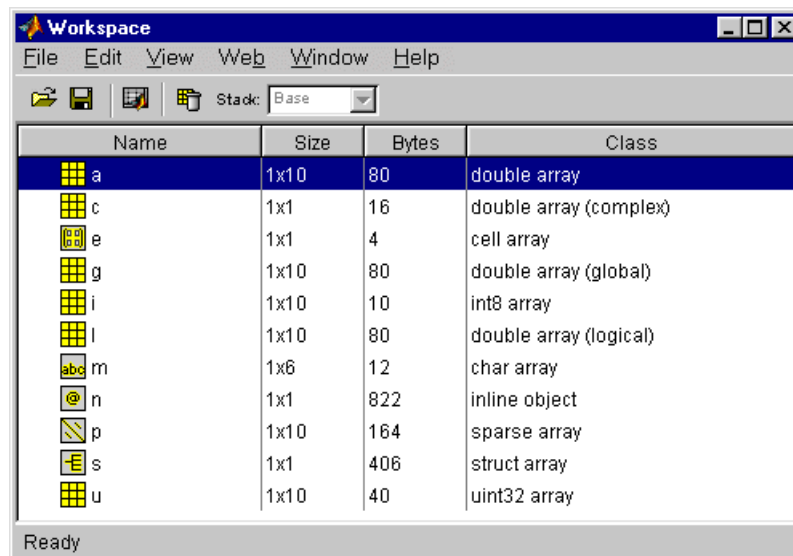 Workspace
File Edit View Web Window Help
Stack: Base
Name Size Bytes Class
a 1x10 80 double array
c 1x1 16 double array (complex)
e 1x1 4 cell array
g 1x10 80 double array (global)
i 1x10 10 int8 array
l 1x10 80 double array (logical)
abc m 1x6 12 char array
@ n 1x1 822 inline object
p 1x10 164 sparse array
s 1x1 406 struct array
u 1x10 40 uint32 array
Ready